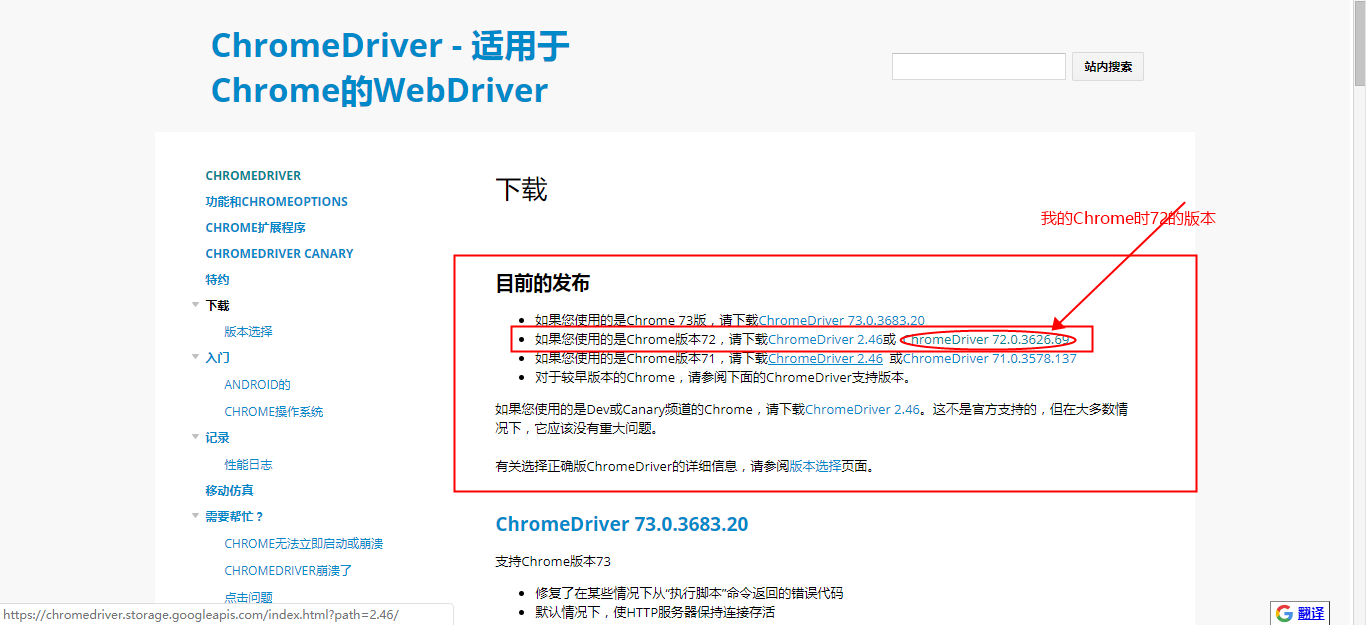 ChromeDriver - 适用于
Chrome的WebDriver
站内搜索
CHROMEDRIVER
功能和CHROMEOPTIONS
CHROME扩展程序
CHROMEDRIVER CANARY
特约
下载
版本选择
入门
ANDROID的
CHROME操作系统
记录
性能日志
移动仿真
需要帮忙？
CHROME无法立即启动或崩溃
CHROMEDRIVER崩溃了
点击问题
下载
我的Chrome时72的版本
目前的发布
如果您使用的是Chrome 73版，请下载ChromeDriver 73.0.3683.20
如果您使用的是Chrome版本72，请下载ChromeDriver 2.46或 ChromeDriver 72.0.3626.69
如果您使用的是Chrome版本71，请下载ChromeDriver 2.46 或ChromeDriver 71.0.3578.137
对于较早版本的Chrome，请参阅下面的ChromeDriver支持版本。
如果您使用的是Dev或Canary频道的Chrome，请下载ChromeDriver 2.46。这不是官方支持的，但在大多数情
况下，它应该没有重大问题。
有关选择正确版ChromeDriver的详细信息，请参阅版本选择页面。
ChromeDriver 73.0.3683.20
支持Chrome版本73
修复了在某些情况下从“执行脚本”命令返回的错误代码
默认情况下，使HTTP服务器保持连接存活
https://chromedriver.storage.googleapis.com/index.html?path=2.46/
G 翻译